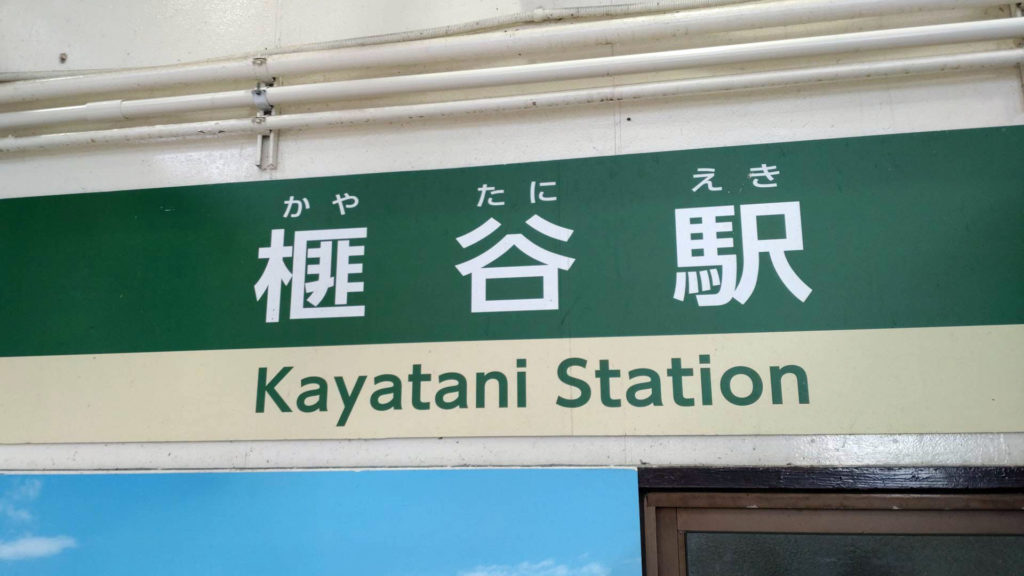 かや たに えき
榧谷駅
Kayatani Station